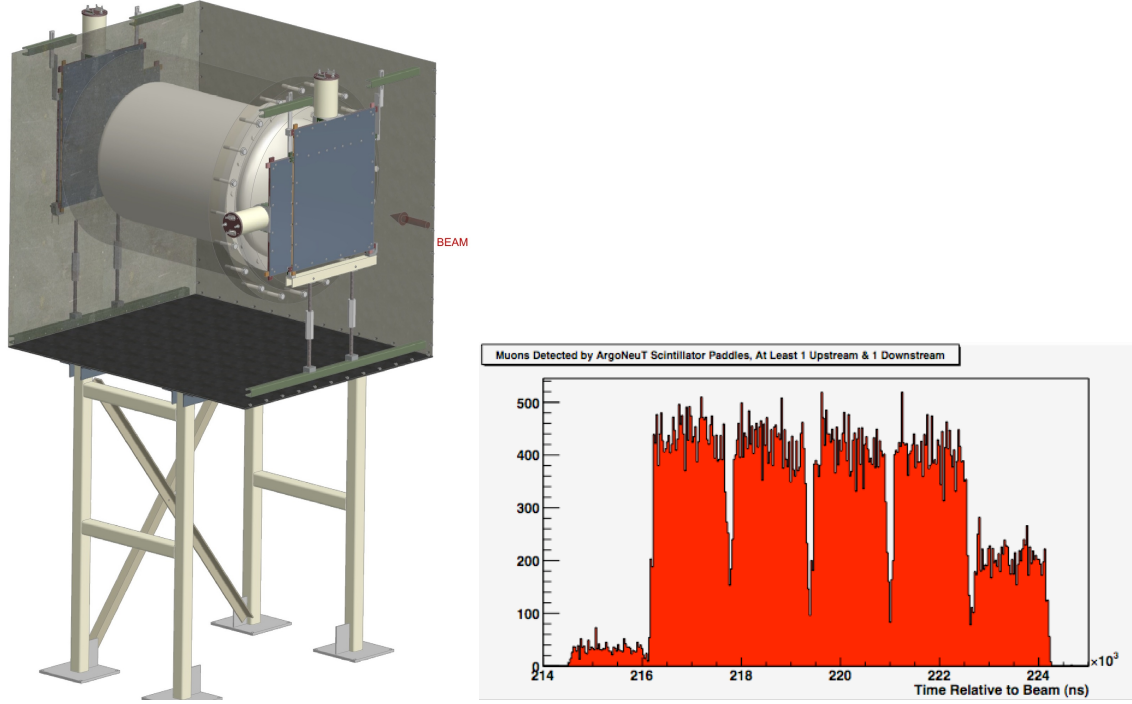 BEAM
Muons Detected by ArgoNeuT Scintillator Paddles, At Least 1 Upstream & 1 Downstream
500
400
300
200
100
0
214 216 218 220 222 224
×10³
Time Relative to Beam (ns)